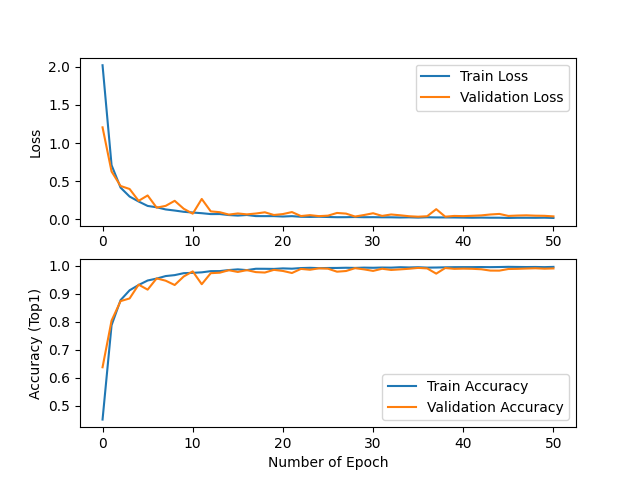 2.0
1.5
1.0
0.5
0.0
Loss
Train Loss
Validation Loss
0 10 20 30 40 50
1.0
0.9
0.8
0.7
0.6
0.5
Accuracy (Top1)
Train Accuracy
Validation Accuracy
0 10 20 30 40 50
Number of Epoch